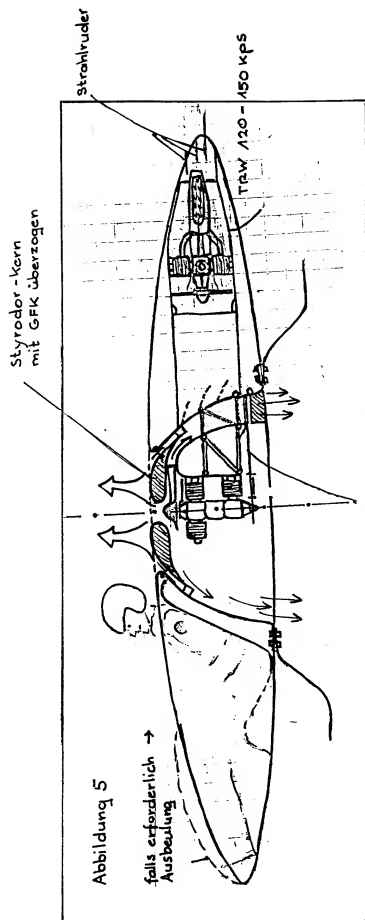 Abbildung 5
falls erforderlich →
Ausbeulung
Styrodor-Kern
mit GFK überzogen
Strahlruder
TRW 120-150 kps